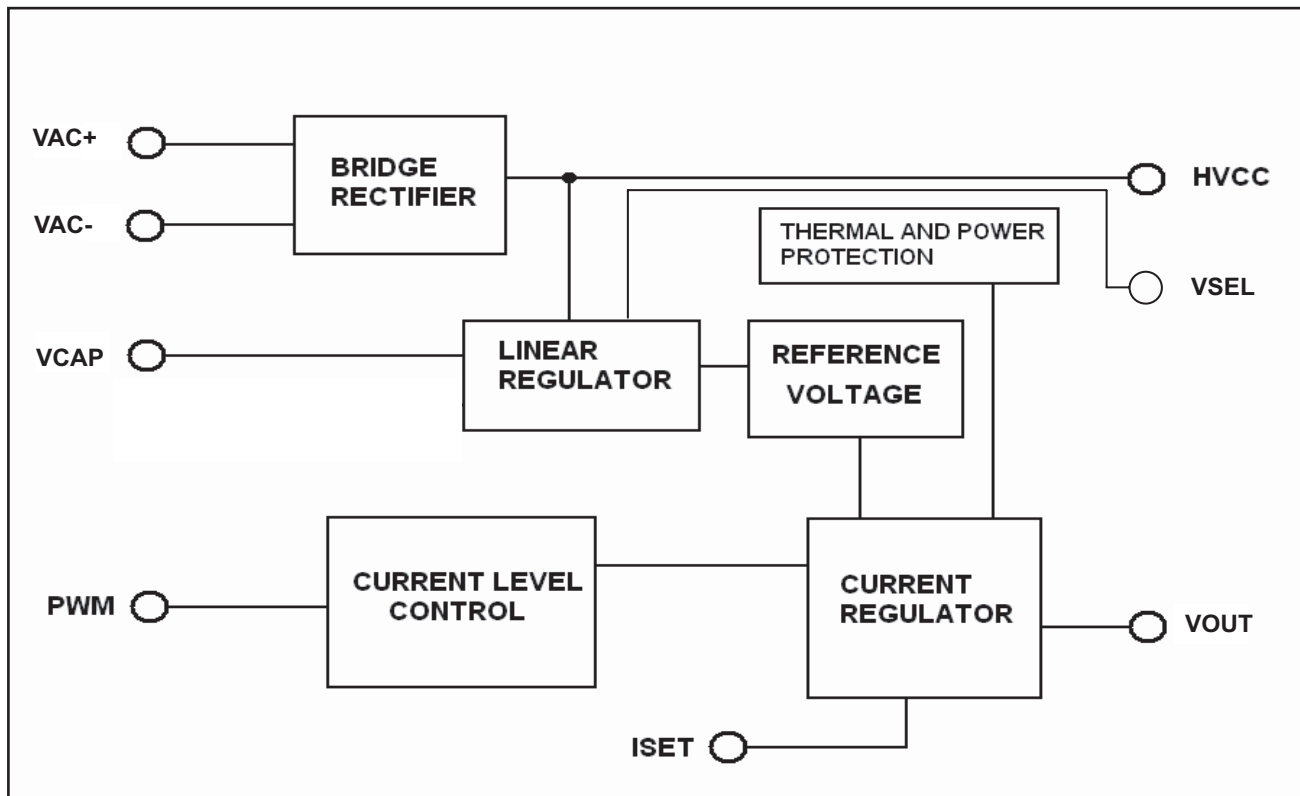 VAC+
BRIDGE
RECTIFIER
HVCC
VAC-
THERMAL AND POWER
PROTECTION
VSEL
VCAP
LINEAR
REGULATOR
REFERENCE
VOLTAGE
PWM
CURRENT LEVEL
CONTROL
CURRENT
REGULATOR
VOUT
ISET